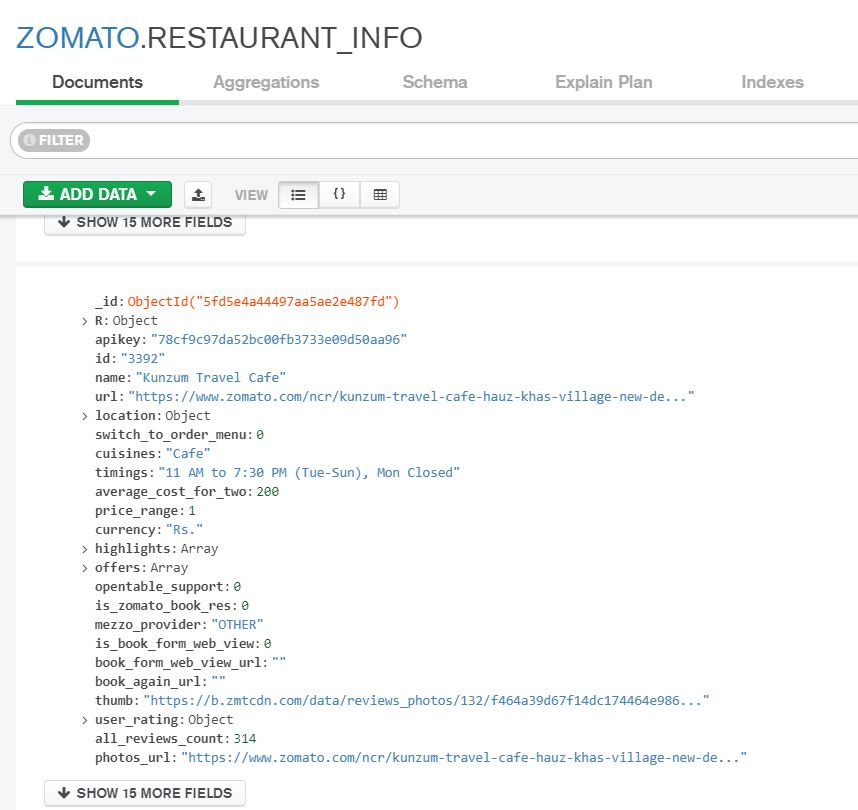 ZOMATO.RESTAURANT_INFO
Documents Aggregations Schema Explain Plan Indexes
FILTER
ADD DATA VIEW { }
SHOW 15 MORE FIELDS
_id: ObjectId("5fd5e4a44497aa5ae2e487fd")
R: Object
apikey: "78cf9c97da52bc00fb3733e09d50aa96"
id: "3392"
name: "Kunzum Travel Cafe"
url: "https://www.zomato.com/ncr/kunzum-travel-cafe-hauz-khas-village-new-de..."
location: Object
switch_to_order_menu: 0
cuisines: "Cafe"
timings: "11 AM to 7:30 PM (Tue-Sun), Mon Closed"
average_cost_for_two: 200
price_range: 1
currency: "Rs."
highlights: Array
offers: Array
opentable_support: 0
is_zomato_book_res: 0
mezzo_provider: "OTHER"
is_book_form_web_view: 0
book_form_web_view_url: ""
book_again_url: ""
thumb: "https://b.zmtcdn.com/data/reviews_photos/132/f464a39d67f14dc174464e986..."
user_rating: Object
all_reviews_count: 314
photos_url: "https://www.zomato.com/ncr/kunzum-travel-cafe-hauz-khas-village-new-de..."
SHOW 15 MORE FIELDS